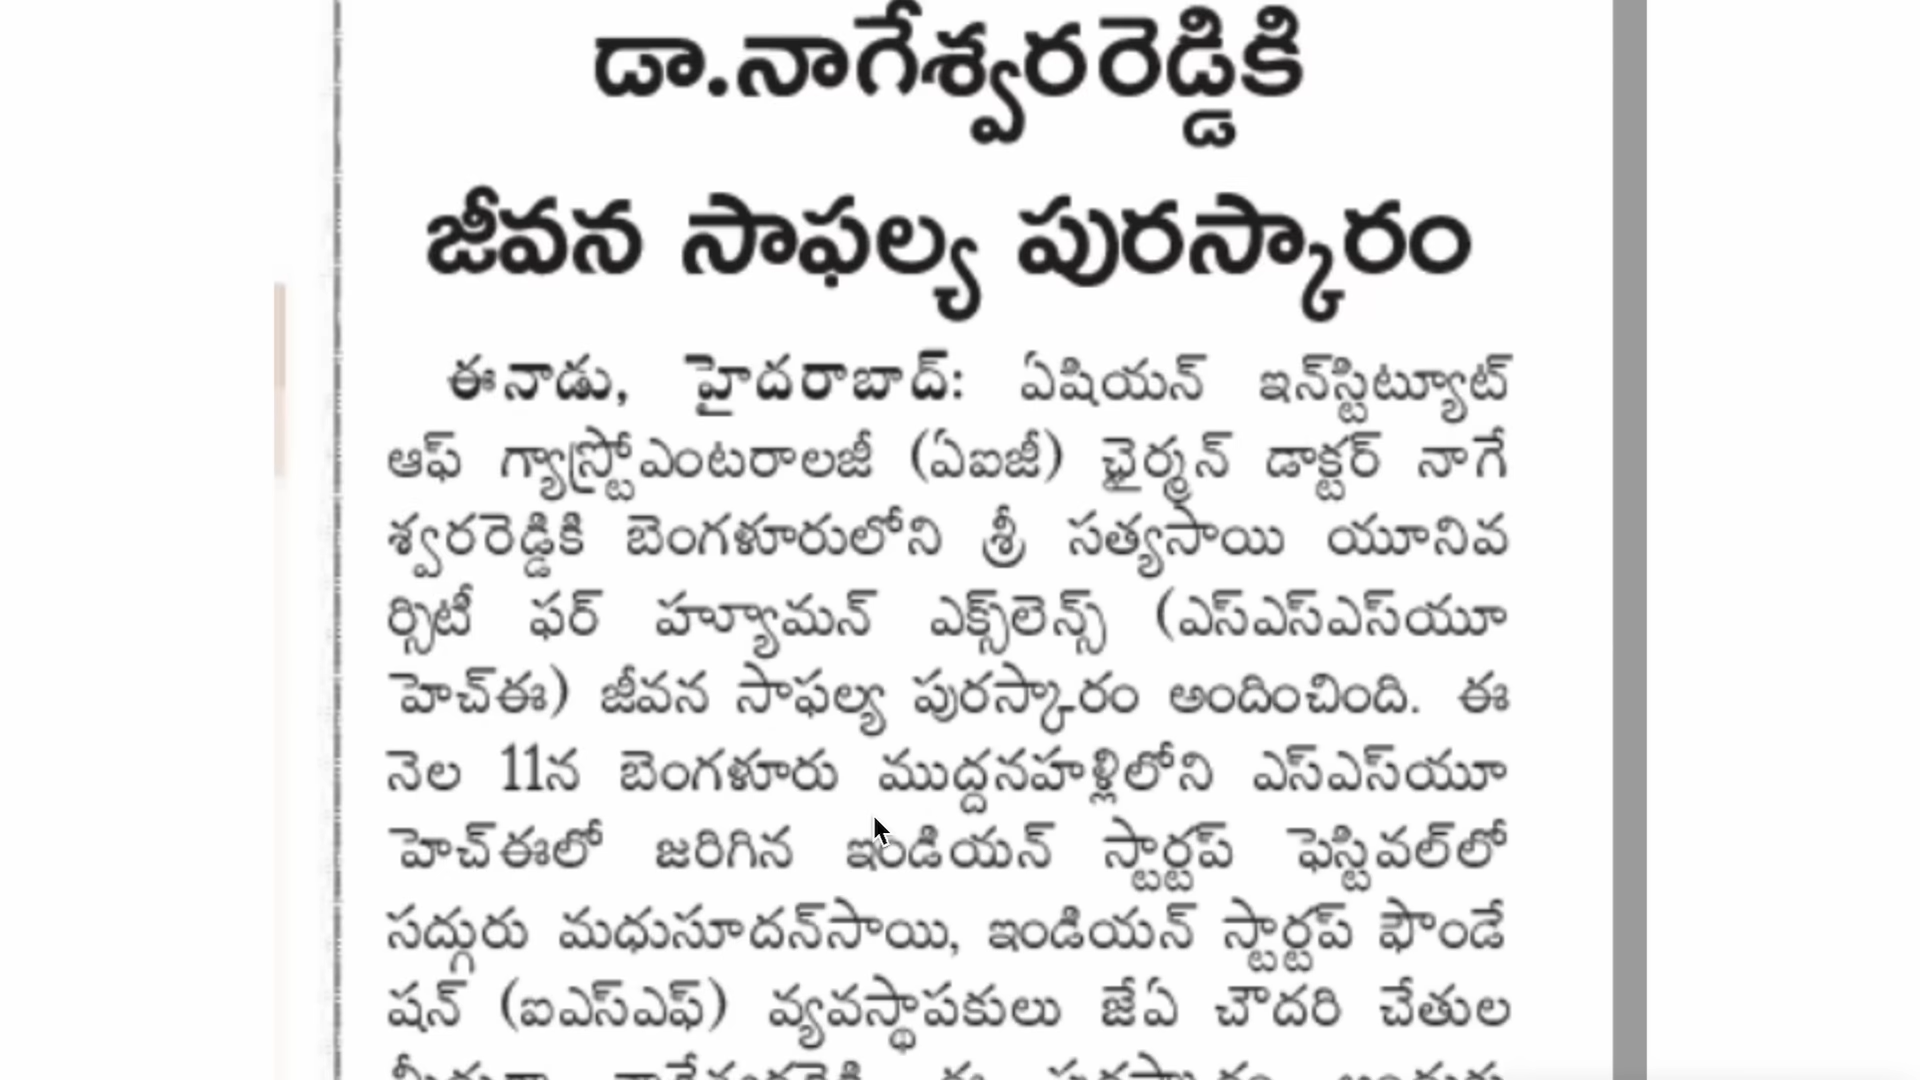 డా.నాగేశ్వరరెడ్డికి
జీవన సాఫల్య పురస్కారం
ఈనాడు, హైదరాబాద్: ఏషియన్ ఇన్‌స్టిట్యూట్
ఆఫ్ గ్యాస్ట్రోఎంటరాలజీ (ఏఐజీ) ఛైర్మన్ డాక్టర్ నాగే
శ్వరరెడ్డికి బెంగళూరులోని శ్రీ సత్యసాయి యూనివ
ర్సిటీ ఫర్ హ్యూమన్ ఎక్స్‌లెన్స్ (ఎస్ఎస్ఎస్‌యూ
హెచ్ఈ) జీవన సాఫల్య పురస్కారం అందించింది. ఈ
నెల 11న బెంగళూరు ముద్దనహళ్లిలోని ఎస్ఎస్‌యూ
హెచ్ఈలో జరిగిన ఇండియన్ స్టార్టప్ ఫెస్టివల్‌లో
సద్గురు మధుసూదన్‌సాయి, ఇండియన్ స్టార్టప్ ఫౌండే
షన్ (ఐఎస్ఎఫ్) వ్యవస్థాపకులు జేఏ చౌదరి చేతుల